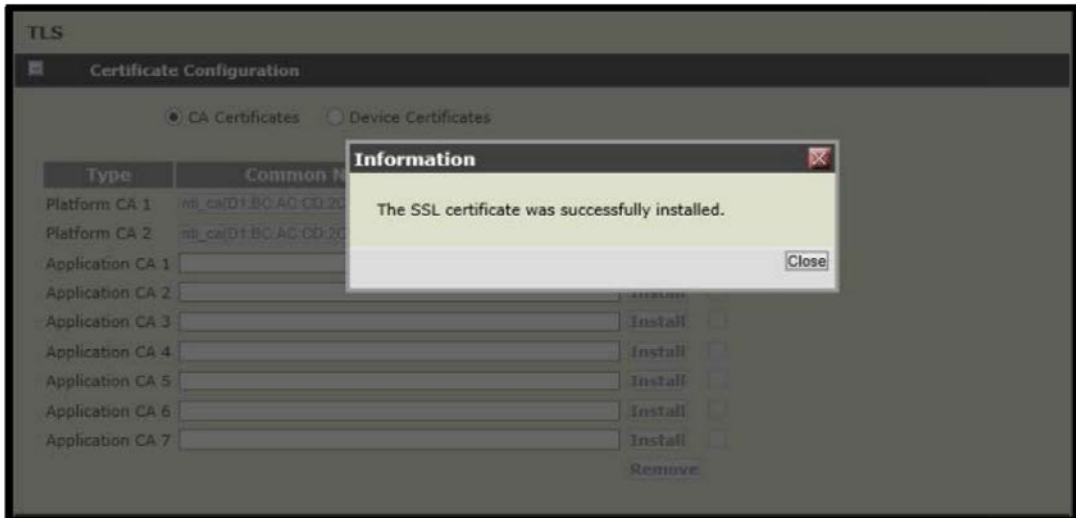 TLS
Certificate Configuration
CA Certificates Device Certificates
Information
Type Common
Platform CA 1
The SSL certificate was successfully installed.
Platform CA 2
Application CA 1
Close
Application CA 2 Install
Application CA 3 Install
Application CA 4 Install
Application CA 5 Install
Application CA 6 Install
Application CA 7 Install
Remove